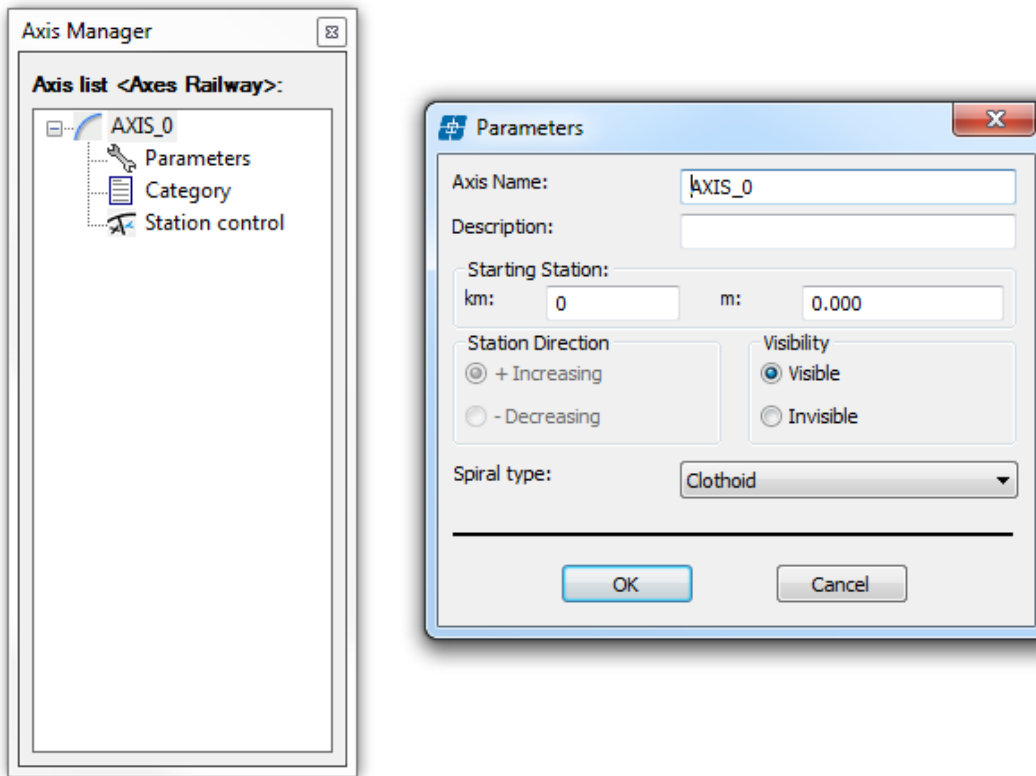 Axis Manager
Axis list <Axes Railway>:
AXIS_0
Parameters
Category
Station control
Parameters
Axis Name:
AXIS_0
Description:
Starting Station:
km:
0
m:
0.000
Station Direction
+ Increasing
- Decreasing
Visibility
Visible
Invisible
Spiral type:
Clothoid
OK
Cancel